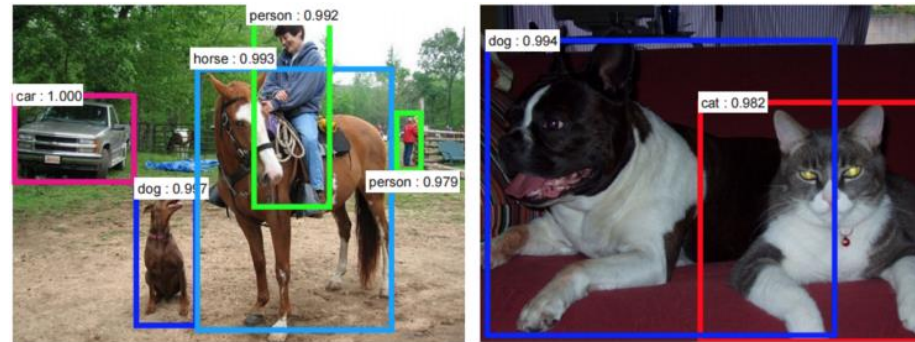 person : 0.992
horse : 0.993
car : 1.000
dog : 0.997
person : 0.979
dog : 0.994
cat : 0.982